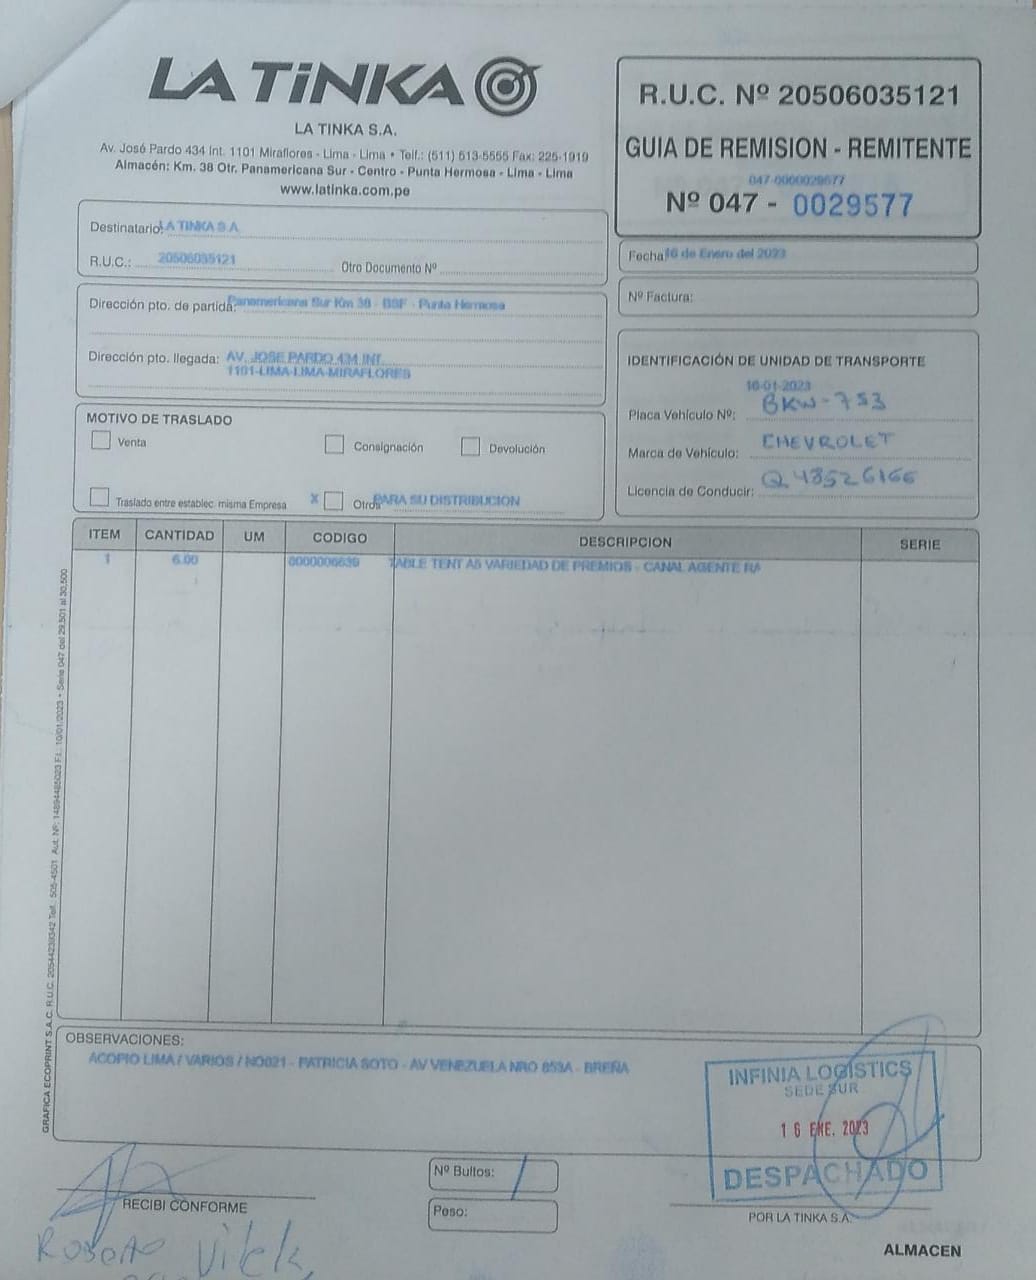 LA TiNKA
LA TINKA S.A.
Av. José Pardo 434 Int. 1101 Miraflores - Lima - Lima • Telf.: (511) 513-5555 Fax: 225-1919
Almacén: Km. 38 Otr. Panamericana Sur - Centro - Punta Hermosa - Lima - Lima
www.latinka.com.pe
R.U.C. Nº 20506035121
GUIA DE REMISION - REMITENTE
047-0000029577
Nº 047 - 0029577
Destinatario: LA TINKA S.A.
R.U.C.: 20506035121 Otro Documento Nº
Fecha 16 de Enero del 2023
Nº Factura:
Dirección pto. de partida: Panamericana Sur Km 38 - BSF - Punta Hermosa
Dirección pto. llegada: AV. JOSE PARDO 434 INT.
1101-LIMA-LIMA-MIRAFLORES
IDENTIFICACIÓN DE UNIDAD DE TRANSPORTE
16-01-2023
Placa Vehículo Nº: BKW-753
Marca de Vehículo: CHEVROLET
Licencia de Conducir: Q43526166
MOTIVO DE TRASLADO
Venta Consignación Devolución
Traslado entre establec. misma Empresa X Otros PARA SU DISTRIBUCION
ITEM CANTIDAD UM CODIGO DESCRIPCION SERIE
1 6.00 0000006639 TABLE TENT A5 VARIEDAD DE PREMIOS - CANAL AGENTE RA
GRAFICA ECOPRINT S.A.C. R.U.C. 20544239342 Telf. 505-4501 Aut. Nº: 14894485023 F.I.: 10/01/2023 • Serie 047 del 29,501 al 30,500
OBSERVACIONES:
ACOPIO LIMA / VARIOS / NO821 - PATRICIA SOTO - AV VENEZUELA NRO 853A - BREÑA
INFINIA LOGÍSTICS
SEDE SUR
16 ENE. 2023
DESPACHADO
Nº Bultos: 1
Peso:
RECIBI CONFORME
POR LA TINKA S.A.
Roberto Vilela
ALMACEN